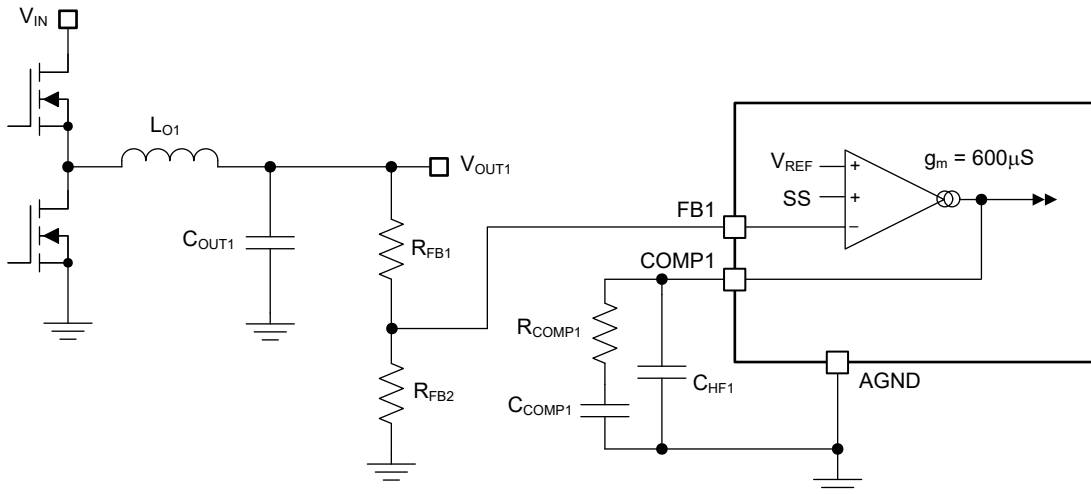 VIN
LO1
VOUT1
COUT1
RFB1
RFB2
FB1
COMP1
RCOMP1
CCOMP1
CHF1
VREF
SS
+
+
−
gm = 600μS
AGND